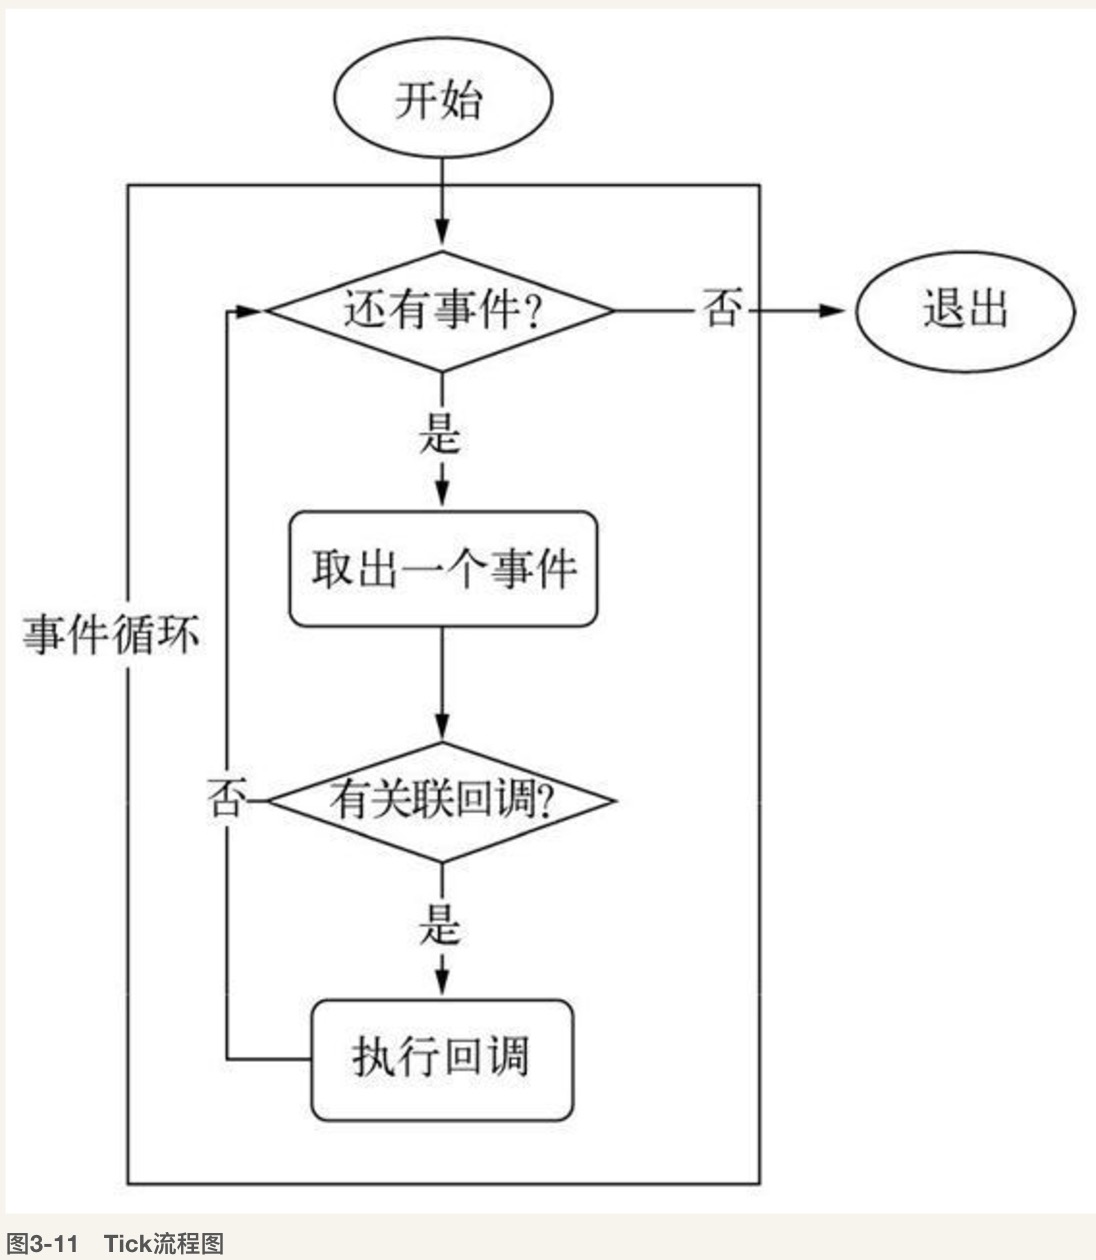 开始
还有事件?
否
退出
是
取出一个事件
事件循环
有关联回调?
否
是
执行回调
图3-11 Tick流程图